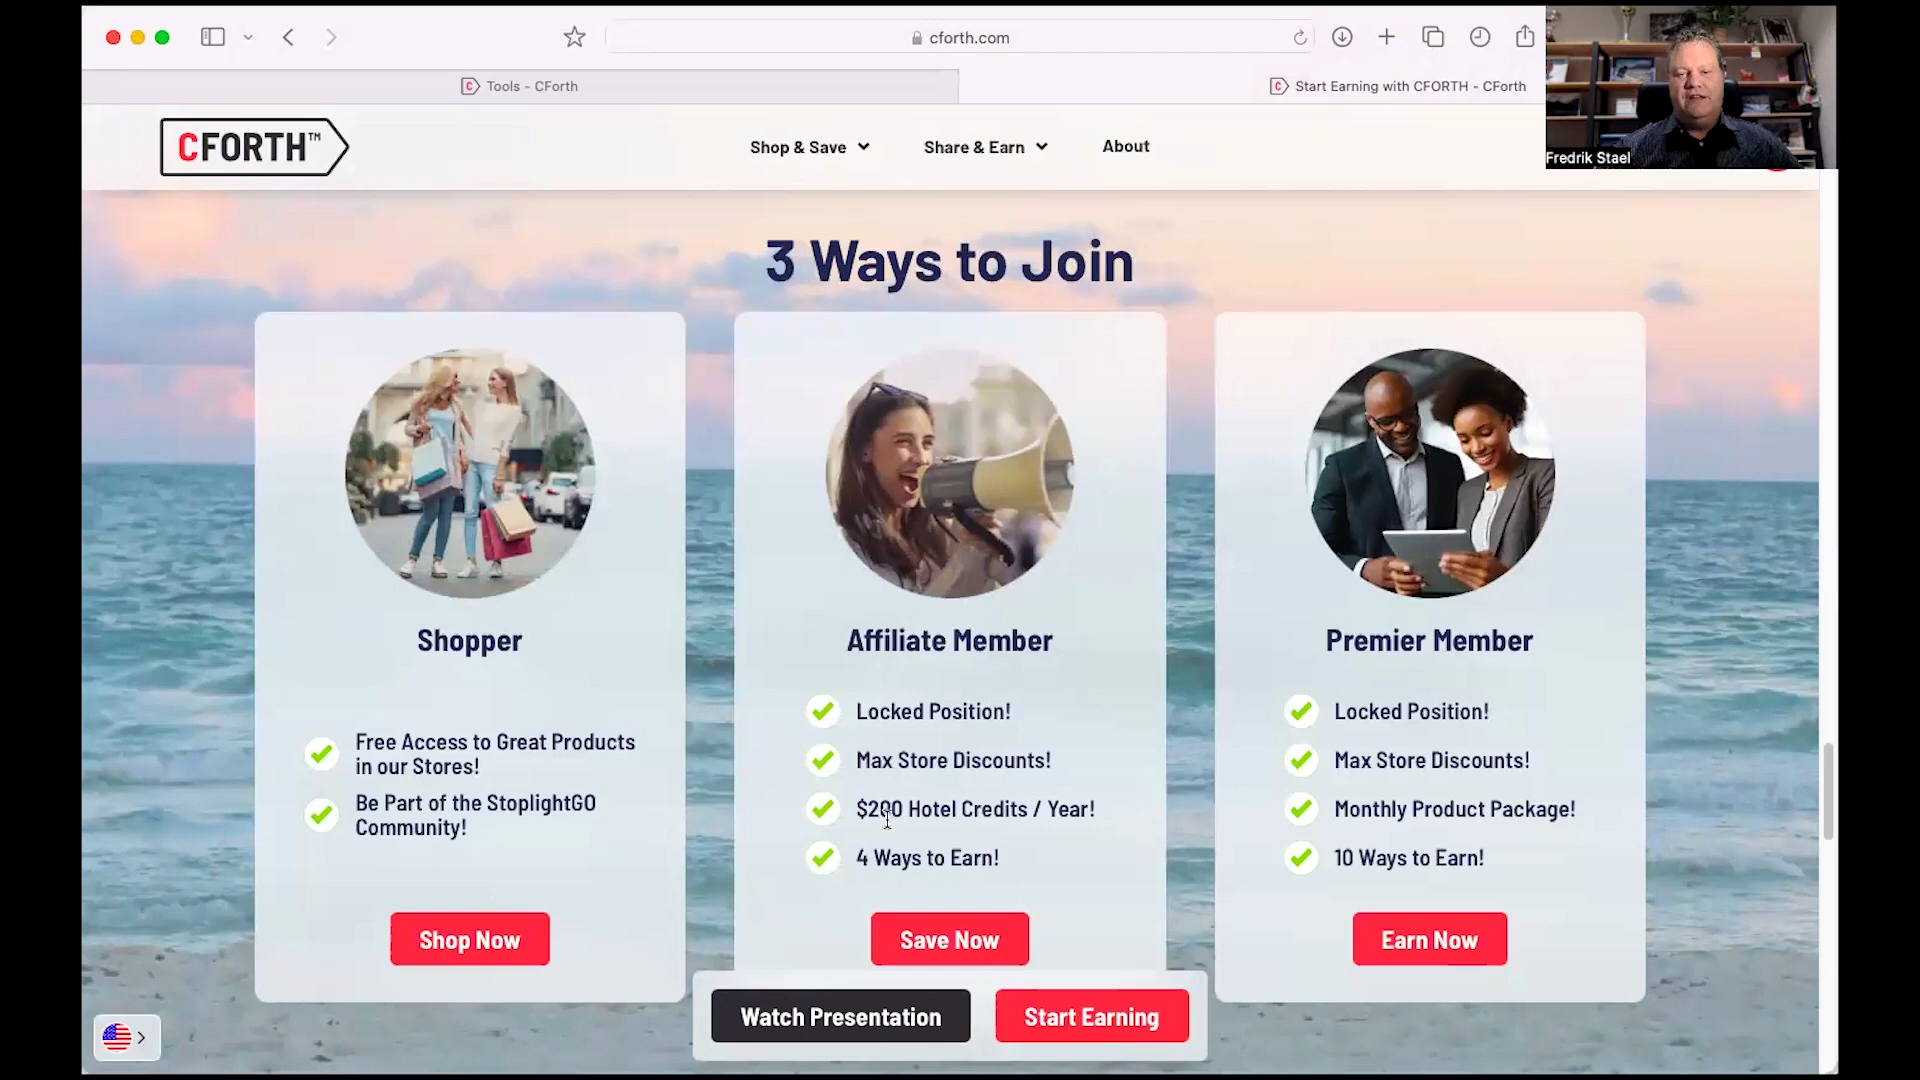 cforth.com
Tools - CForth
Start Earning with CFORTH - CForth
Fredrik Stael
CFORTH™
Shop & Save
Share & Earn
About
3 Ways to Join
Shopper
Free Access to Great Products
in our Stores!
Be Part of the StoplightGO
Community!
Shop Now
Affiliate Member
Locked Position!
Max Store Discounts!
$200 Hotel Credits / Year!
4 Ways to Earn!
Save Now
Premier Member
Locked Position!
Max Store Discounts!
Monthly Product Package!
10 Ways to Earn!
Earn Now
Watch Presentation
Start Earning